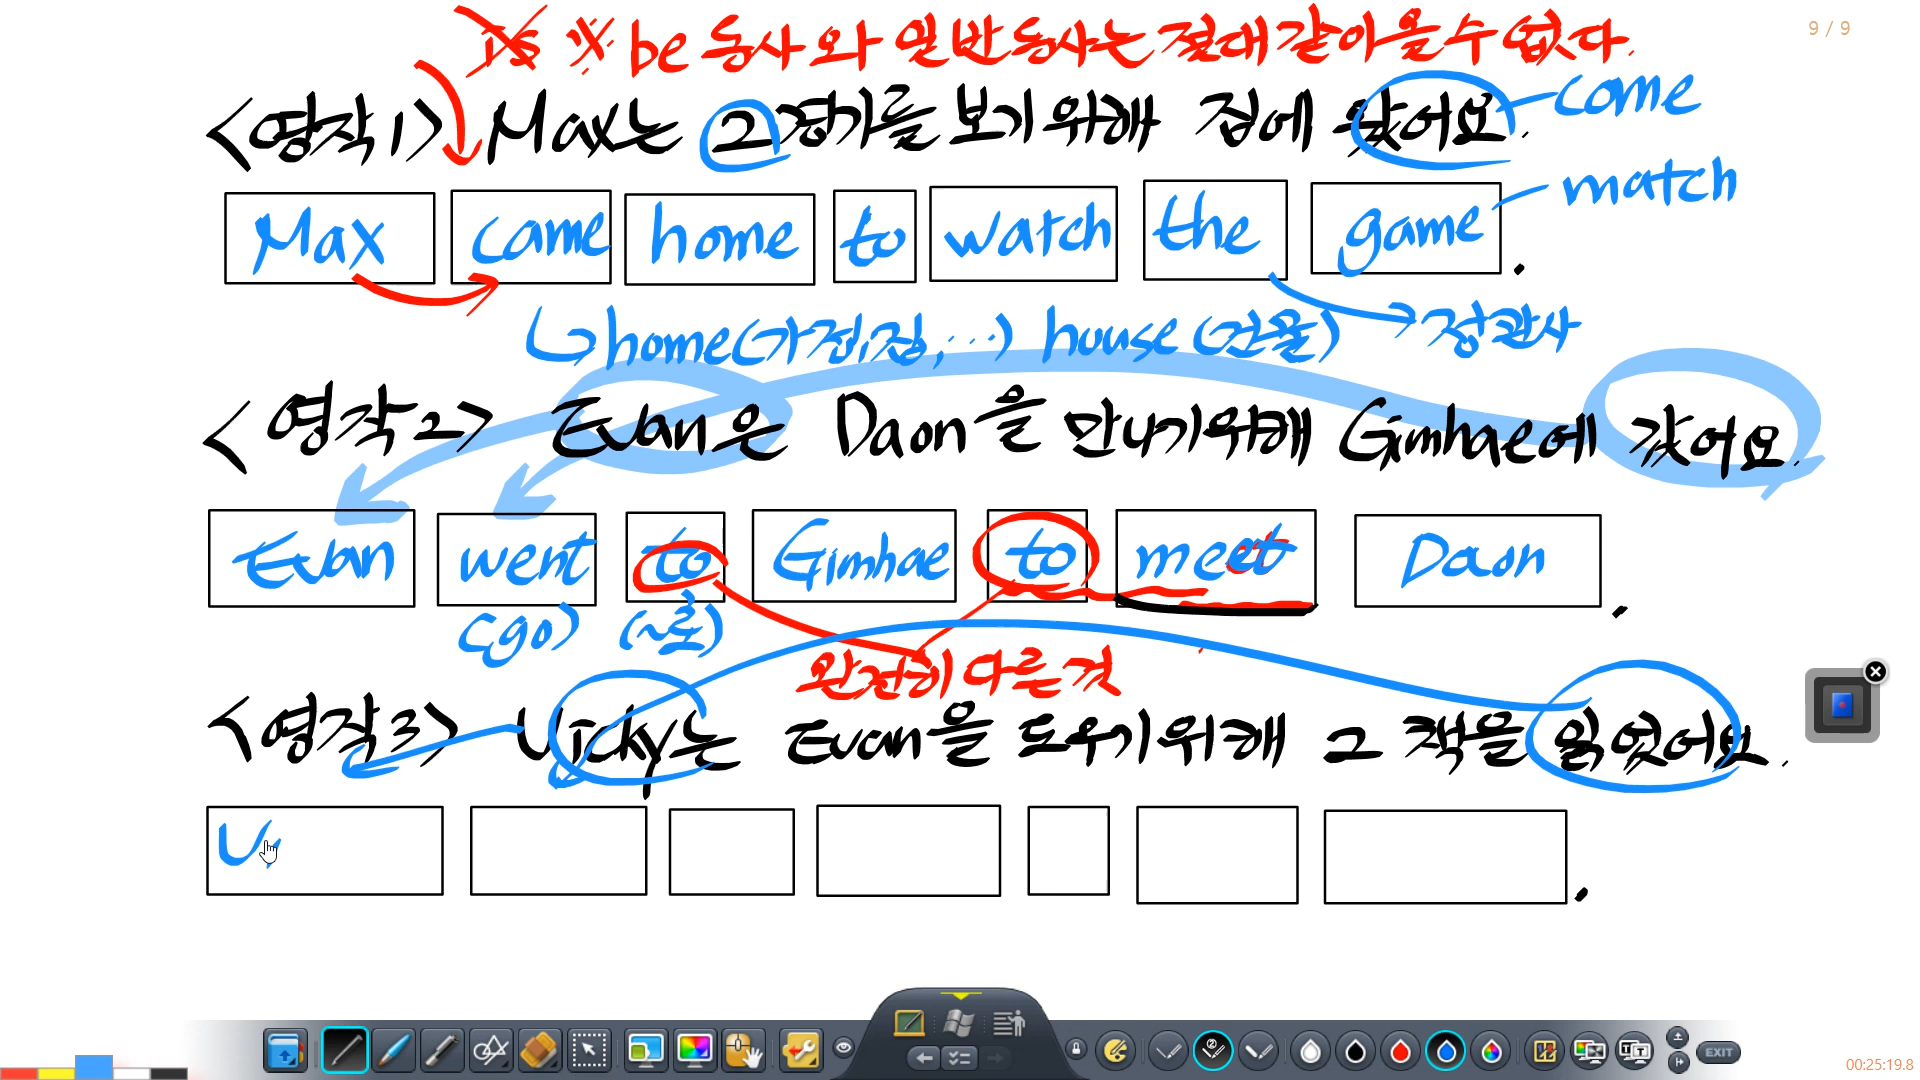 9 / 9
is ※ be 동사와 일반동사는 절대 같이 올 수 없다.
<영작1> Max는 그 경기를 보기 위해 집에 왔어요. come
match
Max came home to watch the game .
home(가정,집, ...) house (건물) 정관사
<영작2> Evan은 Daon을 만나기위해 Gimhae에 갔어요.
Evan went to Gimhae to meet Daon .
(go) (~로)
완전히 다른 것
<영작3> Vicky는 Evan을 도우기위해 그 책을 읽었어요.
Vi
.
EXIT
00:25:19.8